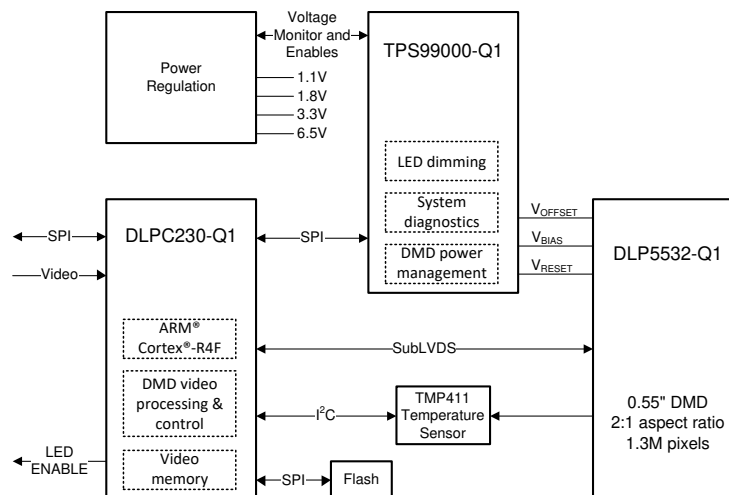 Voltage
Monitor and
Enables
TPS99000-Q1
Power
Regulation
1.1V
1.8V
3.3V
6.5V
LED dimming
System
diagnostics
DMD power
management
VOFFSET
VBIAS
VRESET
DLP5532-Q1
SPI
DLPC230-Q1
SPI
Video
ARM®
Cortex®-R4F
SubLVDS
DMD video
processing &
control
I²C
TMP411
Temperature
Sensor
0.55" DMD
2:1 aspect ratio
1.3M pixels
LED
ENABLE
Video
memory
SPI
Flash